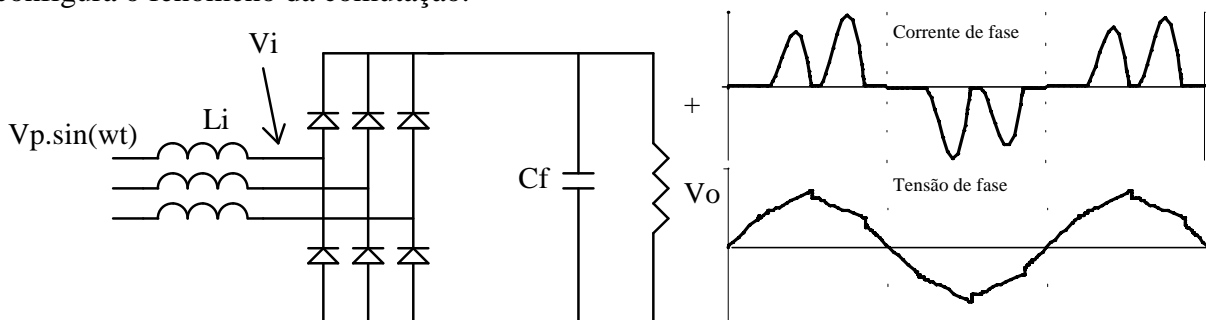 configura o fenômeno da comutação.
Vi
Li
Vp.sin(wt)
Cf
+
Vo
Corrente de fase
Tensão de fase